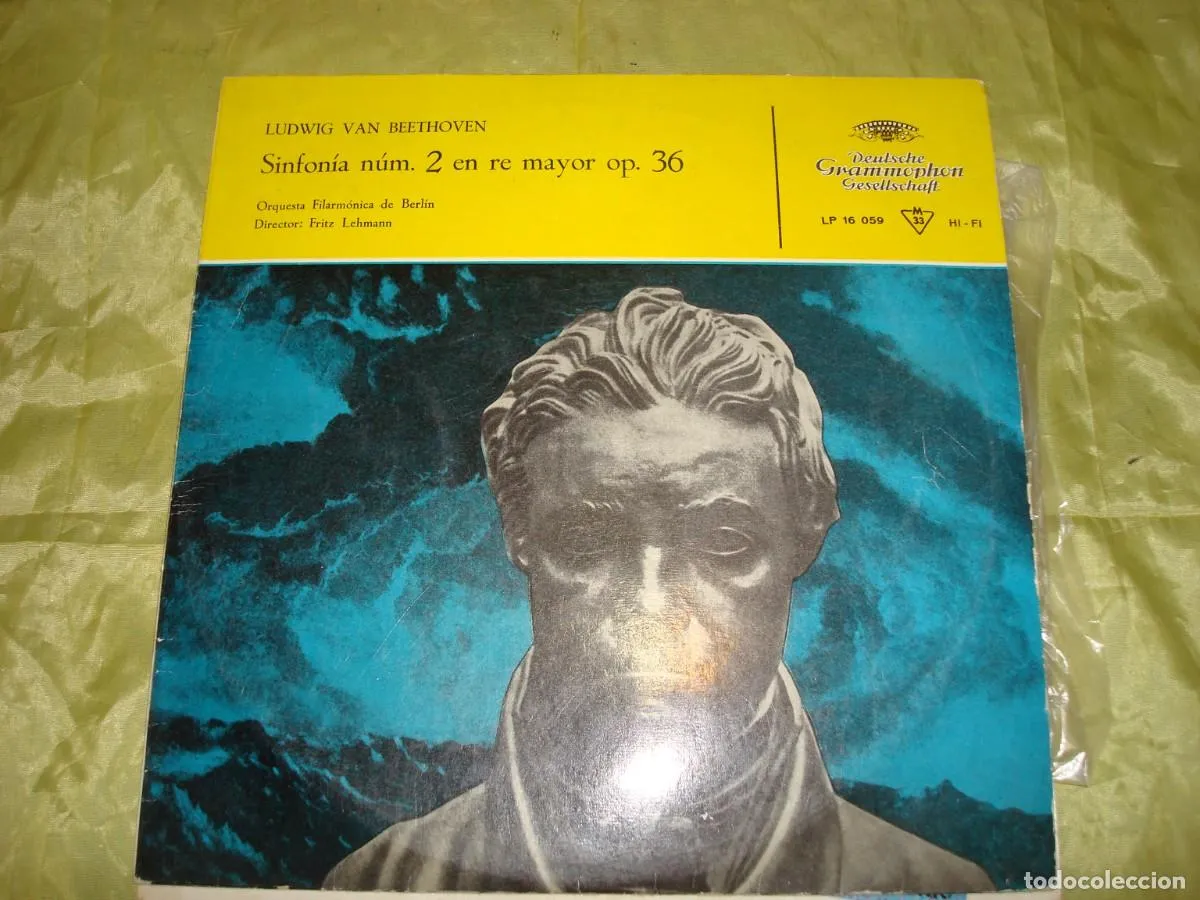 LUDWIG VAN BEETHOVEN
Sinfonía núm. 2 en re mayor op. 36
Orquesta Filarmónica de Berlín
Director: Fritz Lehmann
Deutsche
Grammophon
Gesellschaft
LP 16 059 M 33 HI - FI
todocoleccion